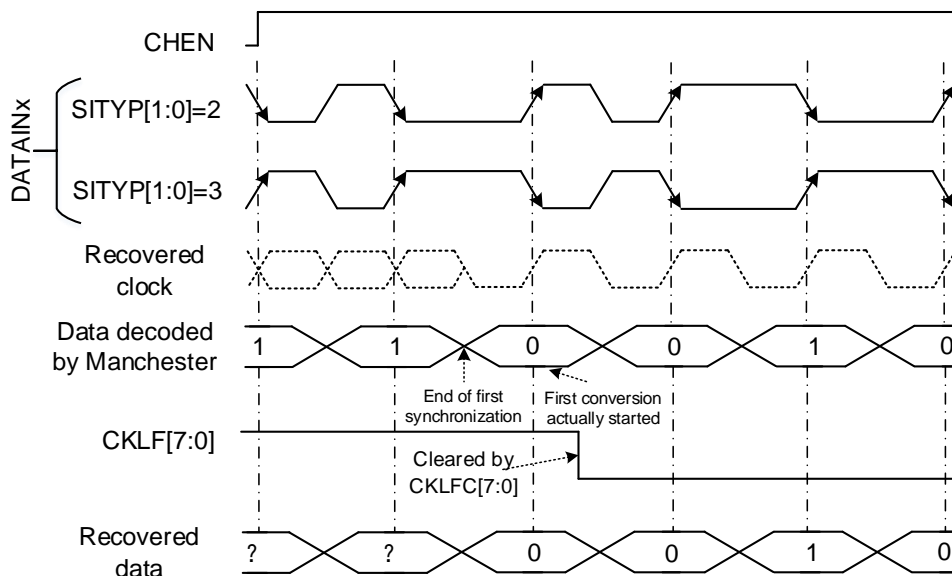 CHEN
DATAINx
SITYP[1:0]=2
SITYP[1:0]=3
Recovered
clock
Data decoded
by Manchester
1 1 0 0 1 0
End of first
synchronization
First conversion
actually started
CKLF[7:0]
Cleared by
CKLFC[7:0]
Recovered
data
? ? 0 0 1 0